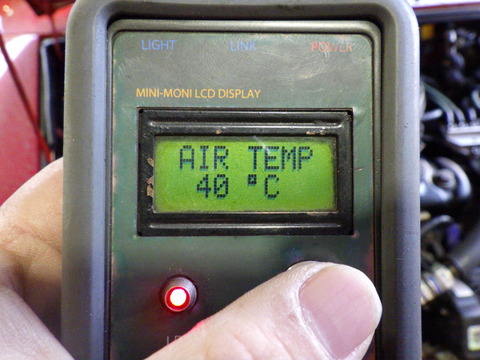 LIGHT LINK POWER
MINI-MONI LCD DISPLAY
AIR TEMP
40 °C